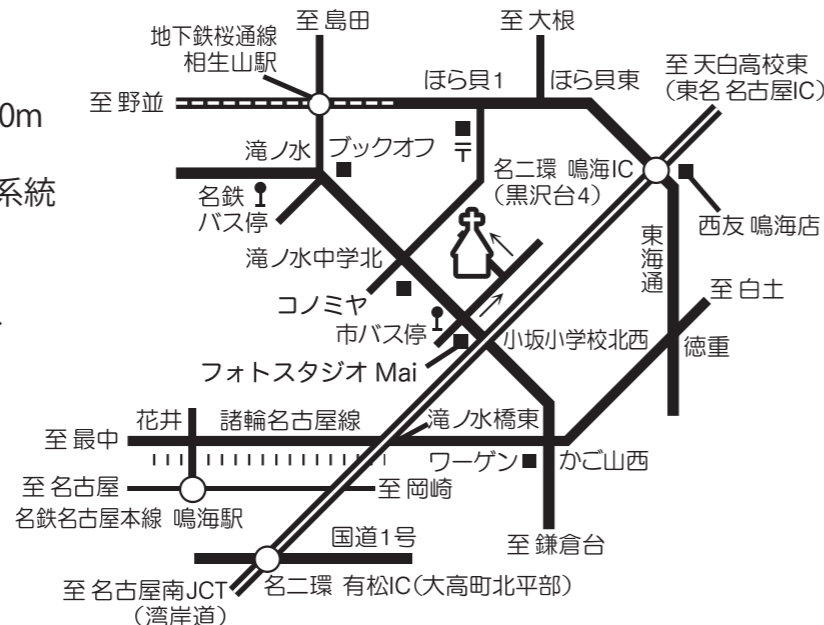 0m
系統
至 島田
至 大根
地下鉄桜通線
相生山駅
至 天白高校東
(東名 名古屋IC)
ほら貝1
ほら貝東
至 野並
滝ノ水
ブックオフ
〒
名二環 鳴海IC
(黒沢台4)
名鉄
バス停
西友 鳴海店
東海通
滝ノ水中学北
至 白土
コノミヤ
市バス停
小坂小学校北西
徳重
フォトスタジオ Mai
花井
諸輪名古屋線
滝ノ水橋東
至 最中
ワーゲン
かご山西
至 名古屋
至 岡崎
名鉄名古屋本線 鳴海駅
国道1号
至 鎌倉台
至 名古屋南JCT
(湾岸道)
名二環 有松IC(大高町北平部)